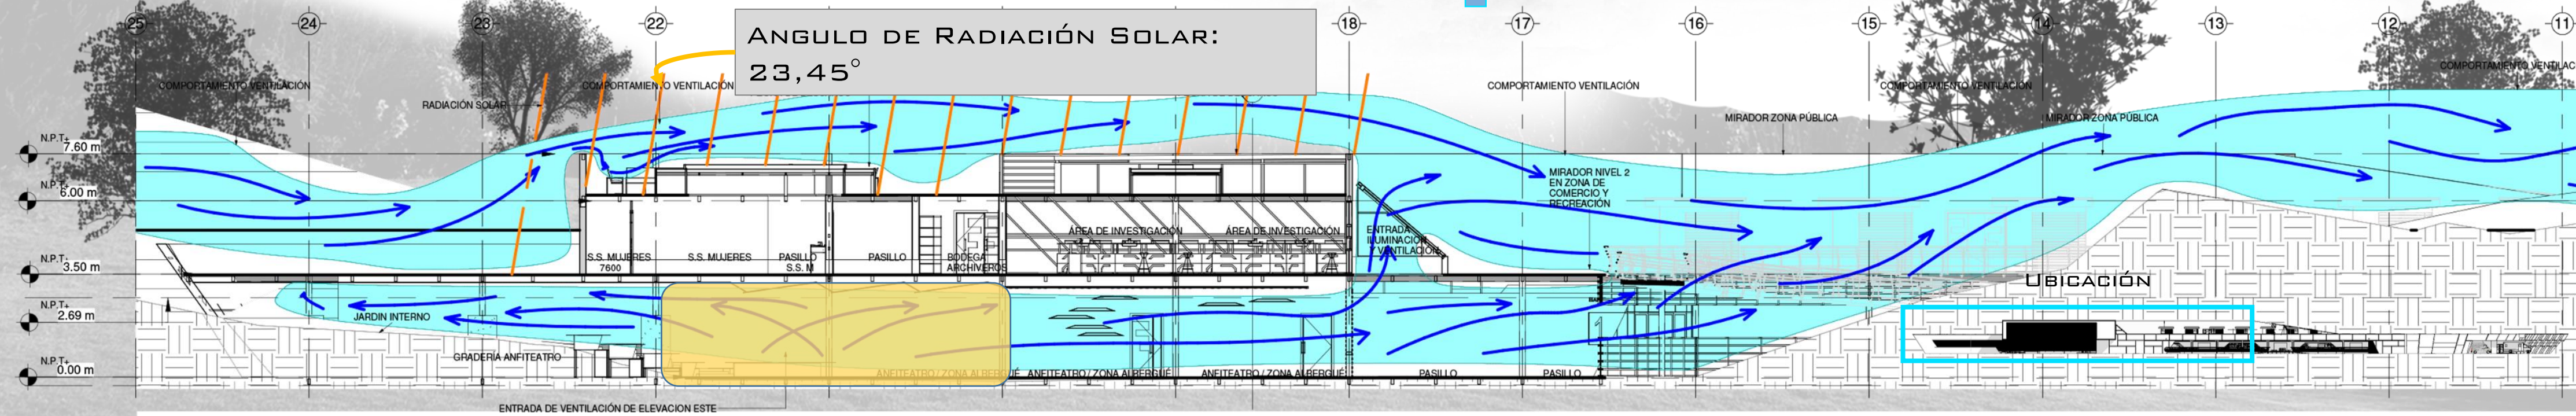 25
24
23
22
18
17
16
15
14
13
12
11
ANGULO DE RADIACIÓN SOLAR:
23,45°
COMPORTAMIENTO VENTILACIÓN
RADIACIÓN SOLAR
COMPORTAMIENTO VENTILACIÓN
COMPORTAMIENTO VENTILACIÓN
COMPORTAMIENTO VENTILACIÓN
COMPORTAMIENTO VENTILAC
MIRADOR ZONA PÚBLICA
MIRADOR ZONA PÚBLICA
N.P.T+
7.60 m
N.P.T+
6.00 m
N.P.T+
3.50 m
N.P.T+
2.69 m
N.P.T+
0.00 m
MIRADOR NIVEL 2
EN ZONA DE
COMERCIO Y
RECREACIÓN
ENTRADA
ILUMINACIÓN
Y VENTILACIÓN
ÁREA DE INVESTIGACIÓN
ÁREA DE INVESTIGACIÓN
S.S. MUJERES
7600
S.S. MUJERES
PASILLO
S.S. M
PASILLO
BODEGA
ARCHIVEROS
UBICACIÓN
JARDIN INTERNO
GRADERÍA ANFITEATRO
ANFITEATRO / ZONA ALBERGUE
ANFITEATRO / ZONA ALBERGUE
ANFITEATRO / ZONA ALBERGUE
PASILLO
PASILLO
ENTRADA DE VENTILACIÓN DE ELEVACION ESTE